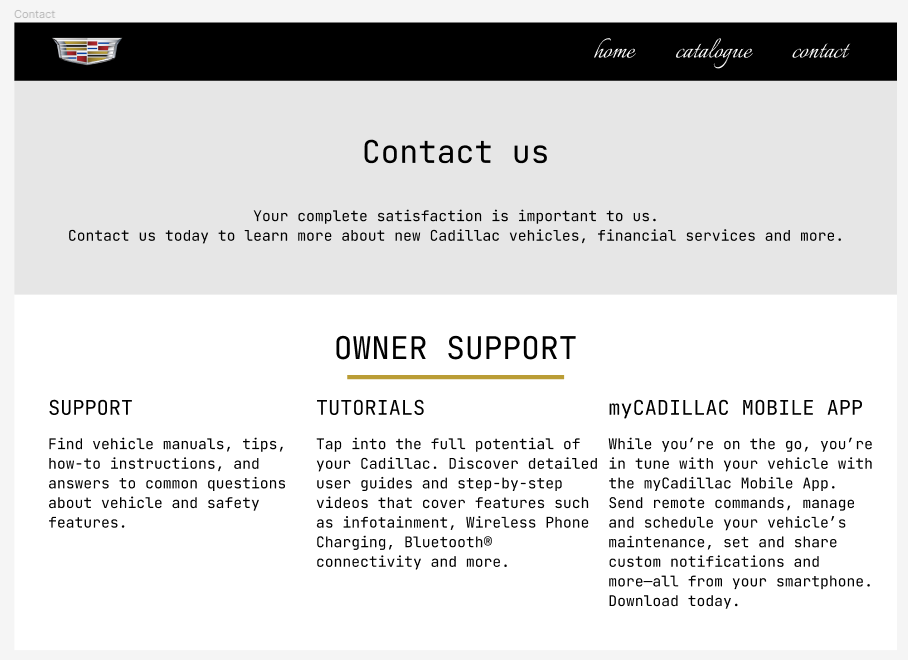 Contact
home catalogue contact
Contact us
Your complete satisfaction is important to us.
Contact us today to learn more about new Cadillac vehicles, financial services and more.
OWNER SUPPORT
SUPPORT
Find vehicle manuals, tips,
how-to instructions, and
answers to common questions
about vehicle and safety
features.
TUTORIALS
Tap into the full potential of
your Cadillac. Discover detailed
user guides and step-by-step
videos that cover features such
as infotainment, Wireless Phone
Charging, Bluetooth®
connectivity and more.
myCADILLAC MOBILE APP
While you’re on the go, you’re
in tune with your vehicle with
the myCadillac Mobile App.
Send remote commands, manage
and schedule your vehicle’s
maintenance, set and share
custom notifications and
more—all from your smartphone.
Download today.